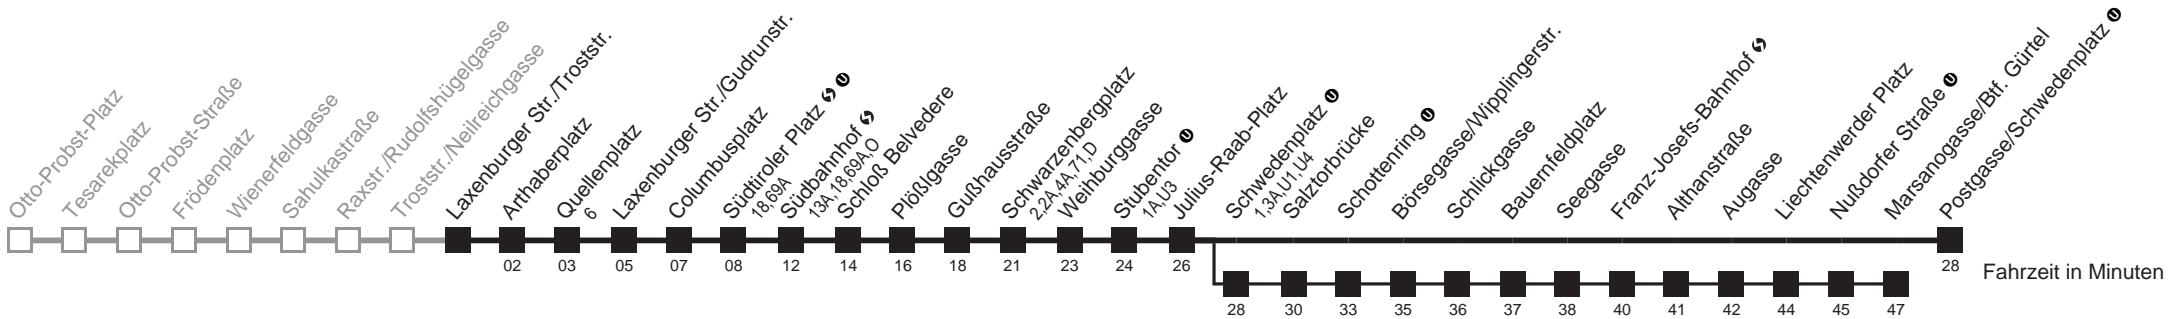 Otto-Probst-Platz
Tesarekplatz
Otto-Probst-Straße
Frödenplatz
Wienerfeldgasse
Sahulkastraße
Raxstr./Rudolfshügelgasse
Troststr./Neilreichgasse
Laxenburger Str./Troststr.
Arthaberplatz
Quellenplatz
6
Laxenburger Str./Gudrunstr.
Columbusplatz
Südtiroler Platz S U
18,69A
Südbahnhof S
13A,18,69A,O
Schloß Belvedere
Plößlgasse
Gußhausstraße
Schwarzenbergplatz
2,2A,4A,71,D
Weihburggasse
Stubentor U
1A,U3
Julius-Raab-Platz
Schwedenplatz U
1,3A,U1,U4
Salztorbrücke
Schottenring U
Börsegasse/Wipplingerstr.
Schlickgasse
Bauernfeldplatz
Seegasse
Franz-Josefs-Bahnhof S
Althanstraße
Augasse
Liechtenwerder Platz
Nußdorfer Straße U
Marsanogasse/Btf. Gürtel
Postgasse/Schwedenplatz U
02 03 05 07 08 12 14 16 18 21 23 24 26 28
Fahrzeit in Minuten
28 30 33 35 36 37 38 40 41 42 44 45 47